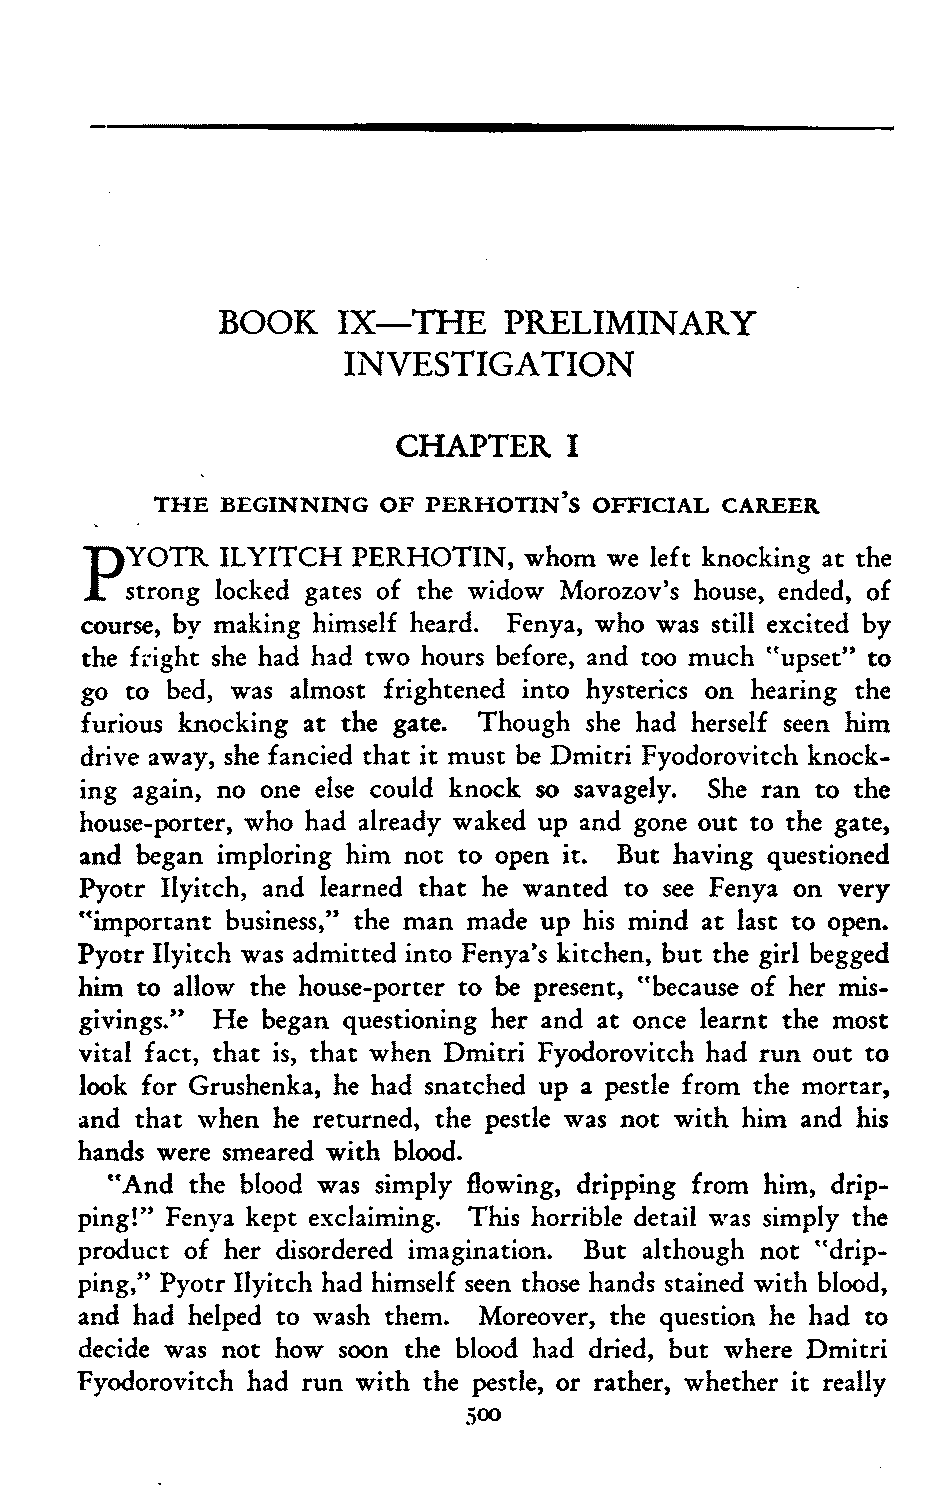 BOOK IX—THE PRELIMINARY
INVESTIGATION
CHAPTER I
THE BEGINNING OF PERHOTIN'S OFFICIAL CAREER
PYOTR ILYITCH PERHOTIN, whom we left knocking at the
strong locked gates of the widow Morozov's house, ended, of
course, by making himself heard. Fenya, who was still excited by
the fright she had had two hours before, and too much "upset" to
go to bed, was almost frightened into hysterics on hearing the
furious knocking at the gate. Though she had herself seen him
drive away, she fancied that it must be Dmitri Fyodorovitch knock-
ing again, no one else could knock so savagely. She ran to the
house-porter, who had already waked up and gone out to the gate,
and began imploring him not to open it. But having questioned
Pyotr Ilyitch, and learned that he wanted to see Fenya on very
"important business," the man made up his mind at last to open.
Pyotr Ilyitch was admitted into Fenya's kitchen, but the girl begged
him to allow the house-porter to be present, "because of her mis-
givings." He began questioning her and at once learnt the most
vital fact, that is, that when Dmitri Fyodorovitch had run out to
look for Grushenka, he had snatched up a pestle from the mortar,
and that when he returned, the pestle was not with him and his
hands were smeared with blood.
"And the blood was simply flowing, dripping from him, drip-
ping!" Fenya kept exclaiming. This horrible detail was simply the
product of her disordered imagination. But although not "drip-
ping," Pyotr Ilyitch had himself seen those hands stained with blood,
and had helped to wash them. Moreover, the question he had to
decide was not how soon the blood had dried, but where Dmitri
Fyodorovitch had run with the pestle, or rather, whether it really
500